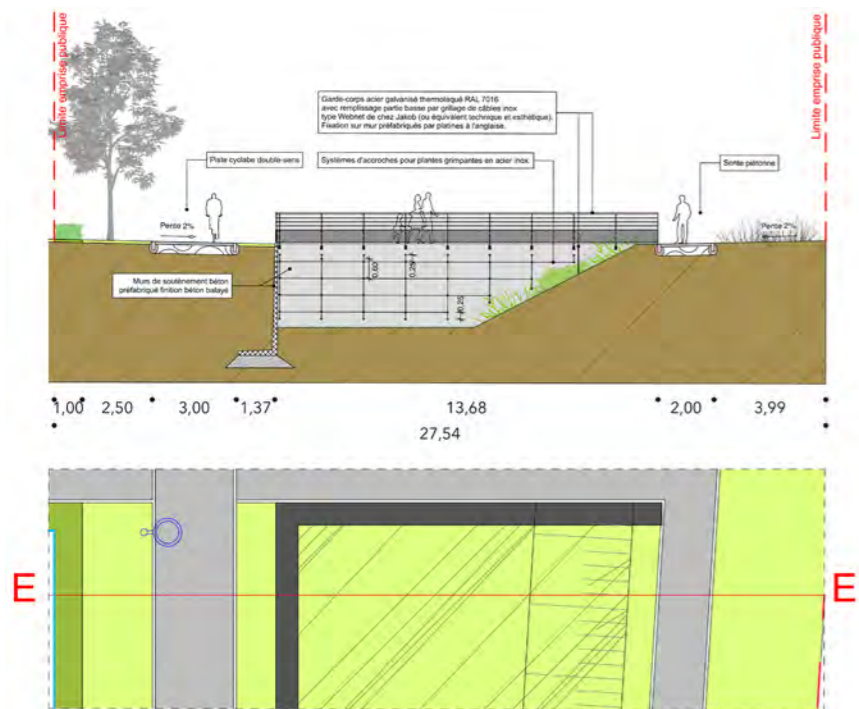 Limite emprise publique
Limite emprise publique
Garde-corps acier galvanisé thermolaqué RAL 7016
avec remplissage partie basse par grillage de câbles inox
type Webnet de chez Jakob (ou équivalent technique et esthétique).
Fixation sur mur préfabriqués par platines à l'anglaise.
Piste cyclabe double-sens
Systèmes d'accroches pour plantes grimpantes en acier inox.
Sente piétonne
Pente 2%
Pente 2%
0,60
0,25
Murs de soutènement béton
préfabriqué finition béton balayé
0,25
1,00 2,50 3,00 1,37 13,68 2,00 3,99
27,54
E E